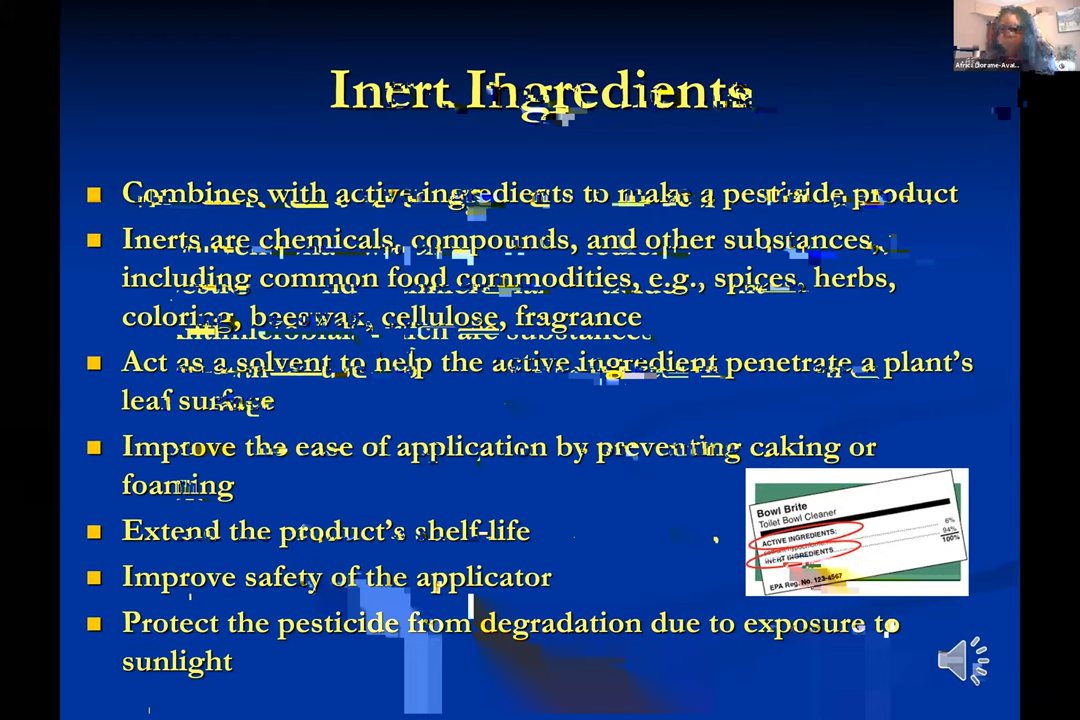 Inert Ingredients
Combines with active ingredients to make a pesticide product
Inerts are chemicals, compounds, and other substances,
including common food commodities, e.g., spices, herbs,
coloring, beeswax, cellulose, fragrance
Act as a solvent to help the active ingredient penetrate a plant's
leaf surface
Improve the ease of application by preventing caking or
foaming
Extend the product's shelf-life
Improve safety of the applicator
Protect the pesticide from degradation due to exposure to
sunlight
Bowl Brite
Toilet Bowl Cleaner
ACTIVE INGREDIENTS: 6%
INERT INGREDIENTS 94%
100%
EPA Reg. No. 123-4567